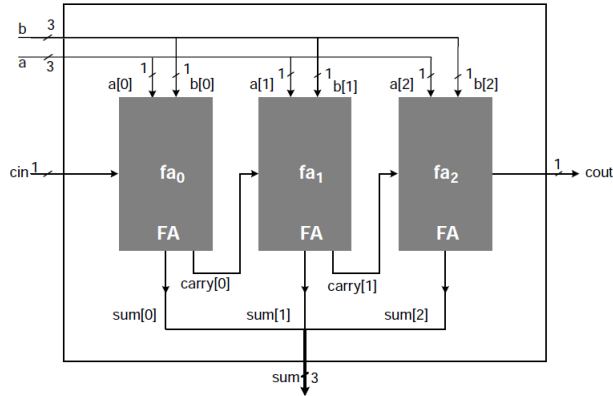 b 3
a 3
1 1 1 1 1 1
a[0] b[0] a[1] b[1] a[2] b[2]
cin 1 fa0 fa1 fa2 1 cout
FA FA FA
carry[0] carry[1]
sum[0] sum[1] sum[2]
sum 3